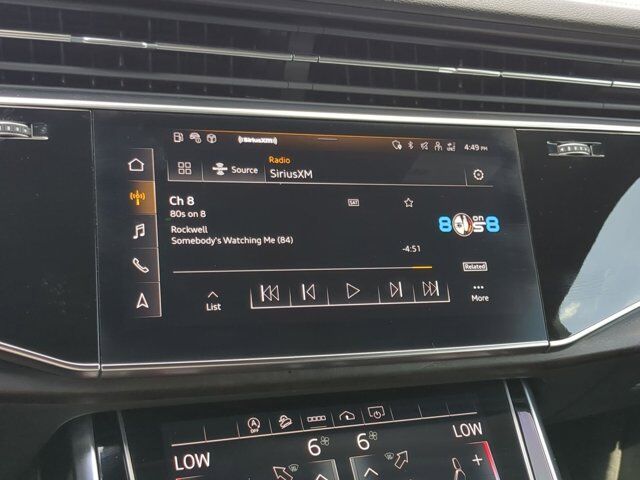 ((SiriusXM))
4:49 PM
Radio
Source
SiriusXM
Ch 8
SAT
80s on 8
Rockwell
Somebody's Watching Me (84)
-4:51
80s on 8
Related
List
More
A
OFF
6
6
LOW
LOW
+